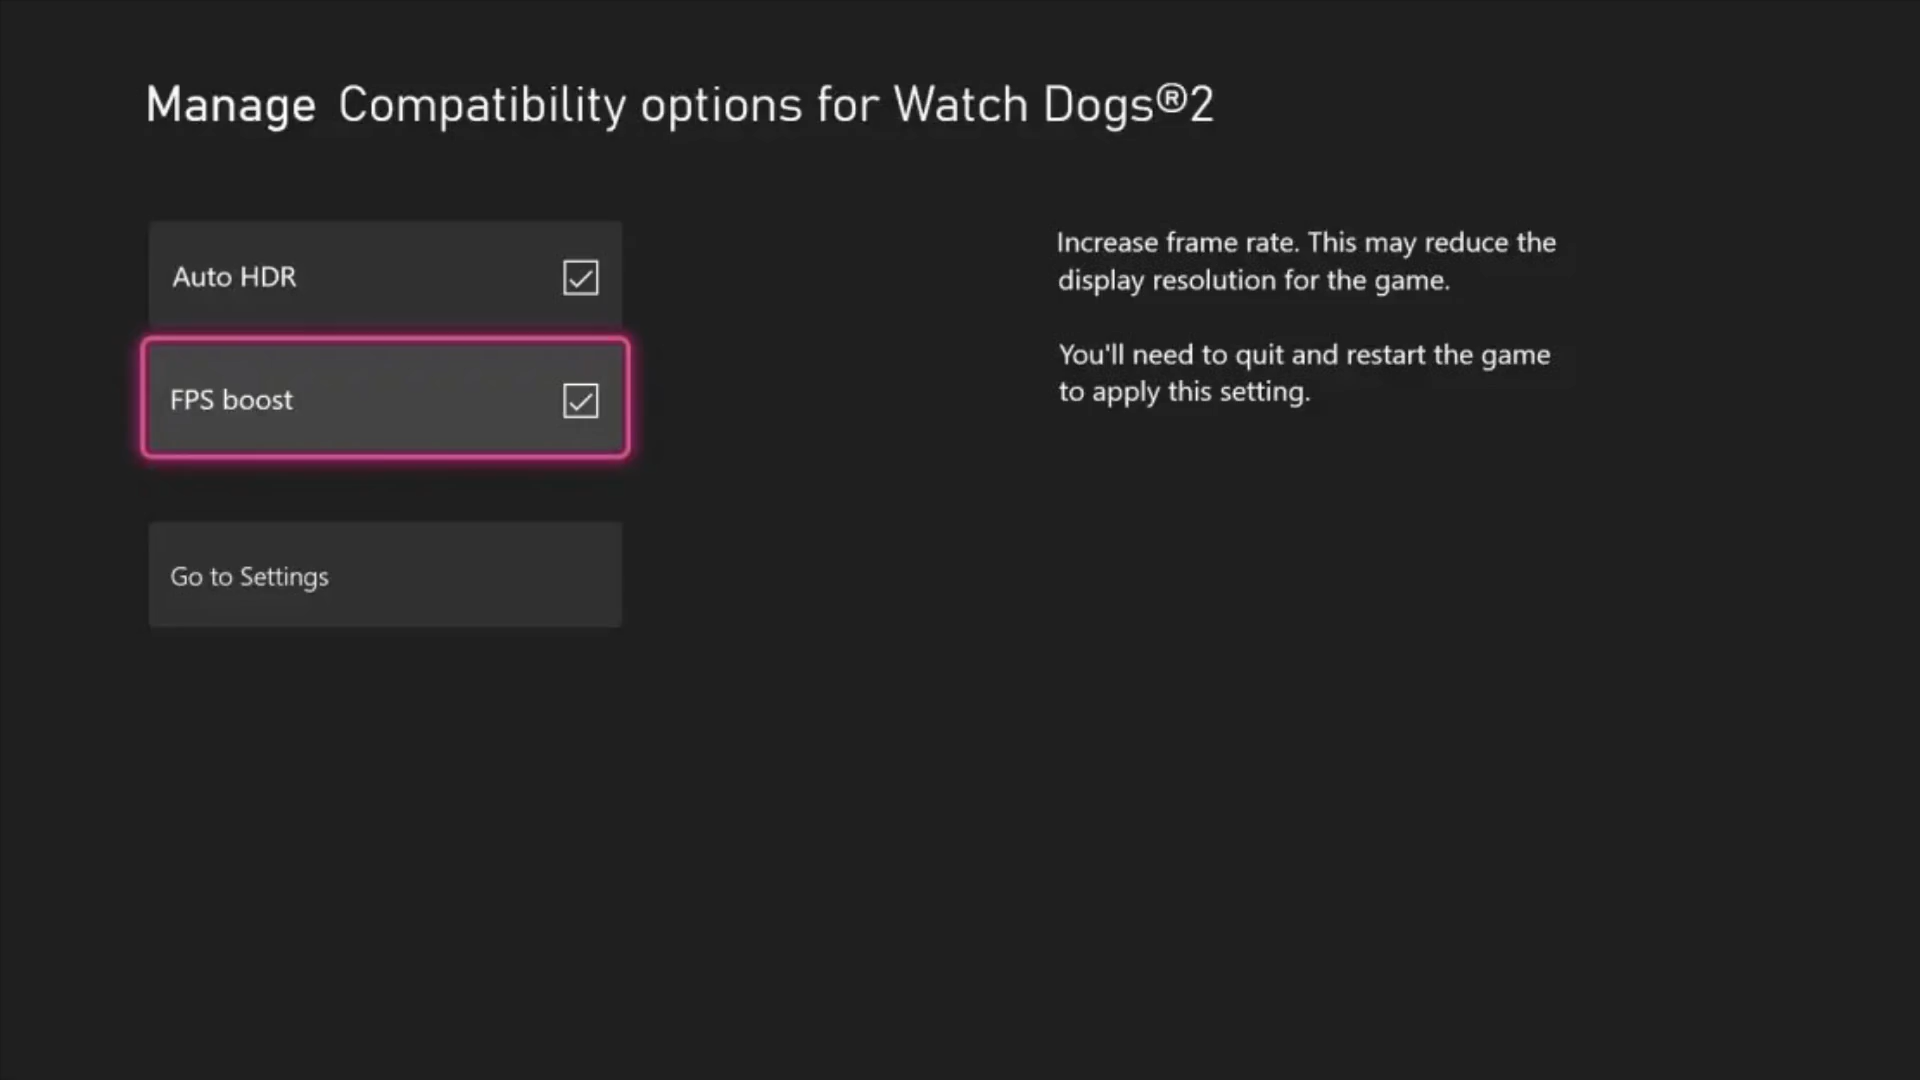 Manage Compatibility options for Watch Dogs®2
Auto HDR
FPS boost
Go to Settings
Increase frame rate. This may reduce the
display resolution for the game.
You'll need to quit and restart the game
to apply this setting.